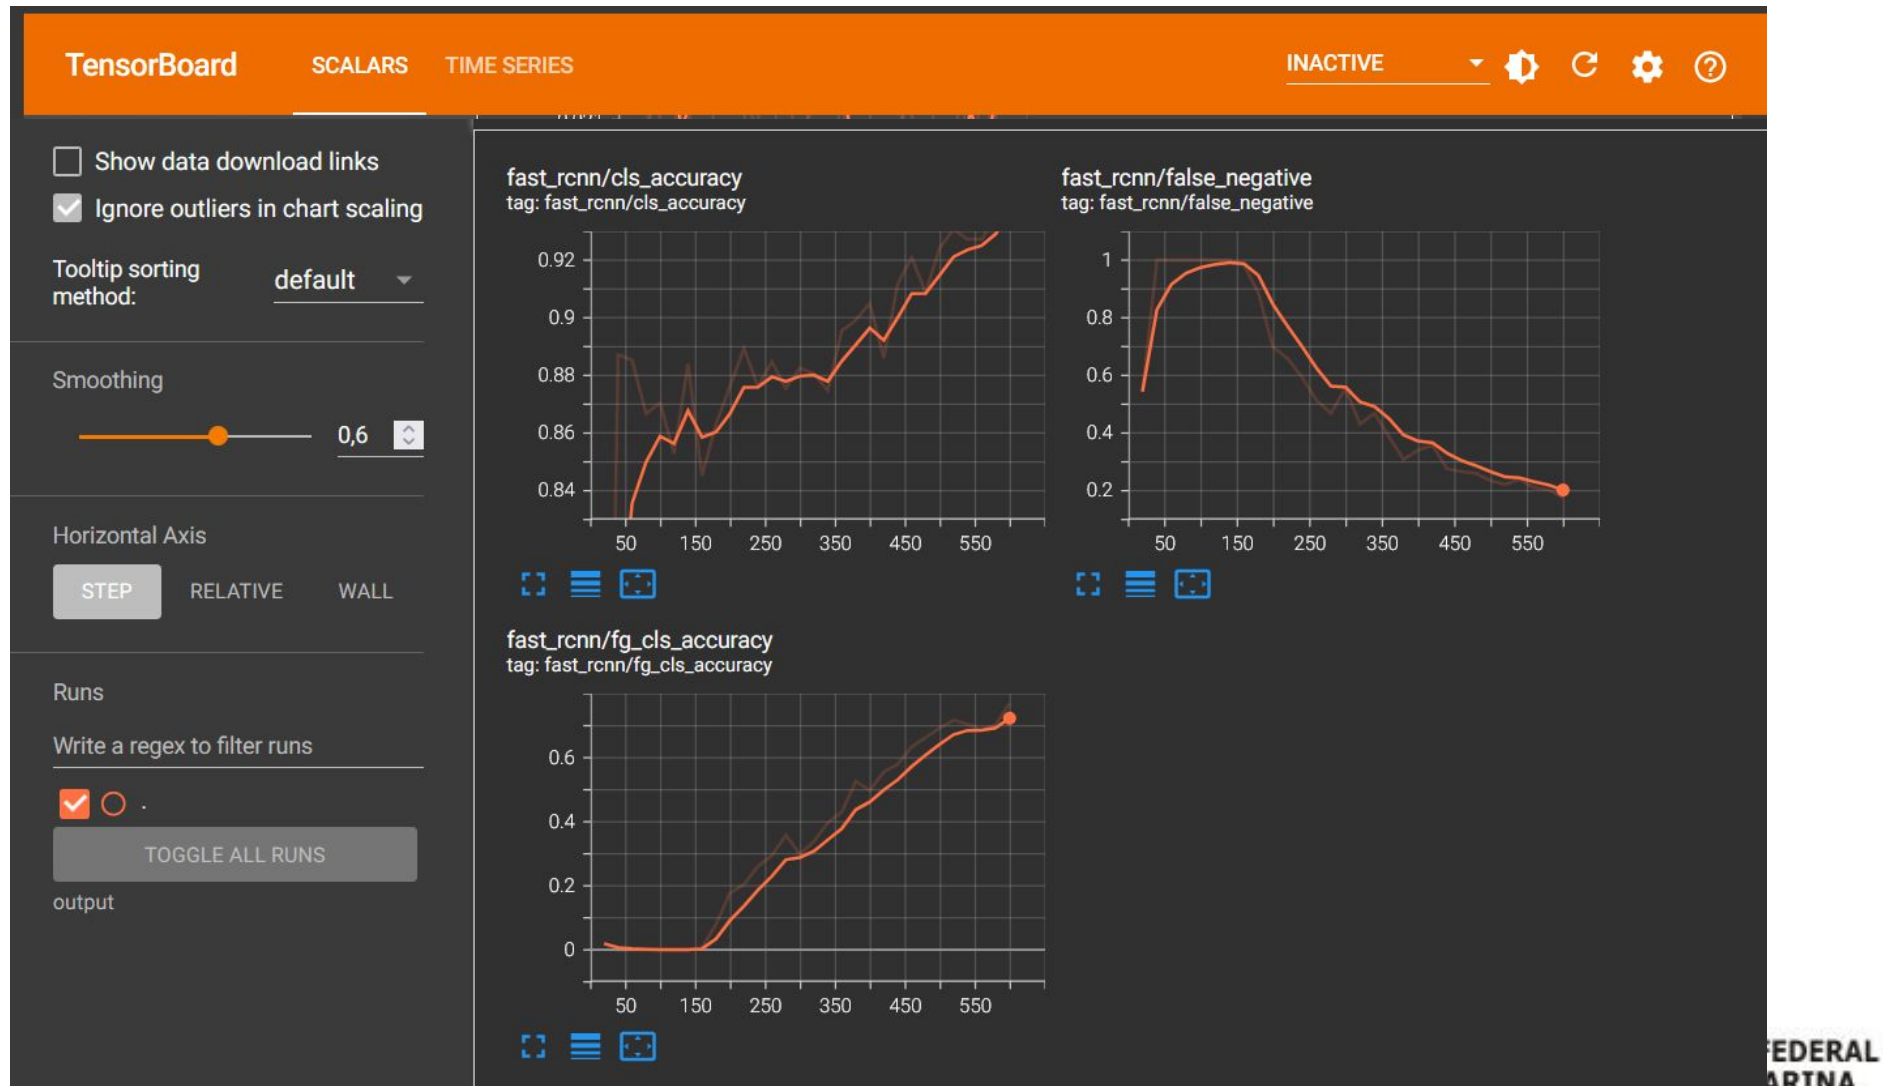 TensorBoard
SCALARS
TIME SERIES
INACTIVE
Show data download links
Ignore outliers in chart scaling
Tooltip sorting
method:
default
Smoothing
0,6
Horizontal Axis
STEP
RELATIVE
WALL
Runs
Write a regex to filter runs
.
TOGGLE ALL RUNS
output
fast_rcnn/cls_accuracy
tag: fast_rcnn/cls_accuracy
0.92
0.9
0.88
0.86
0.84
50 150 250 350 450 550
fast_rcnn/false_negative
tag: fast_rcnn/false_negative
1
0.8
0.6
0.4
0.2
50 150 250 350 450 550
fast_rcnn/fg_cls_accuracy
tag: fast_rcnn/fg_cls_accuracy
0.6
0.4
0.2
0
50 150 250 350 450 550
FEDERAL